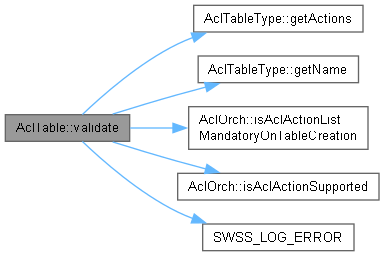 AclTableType::getActions
AclTableType::getName
AclTable::validate
AclOrch::isAclActionList
MandatoryOnTableCreation
AclOrch::isAclActionSupported
SWSS_LOG_ERROR